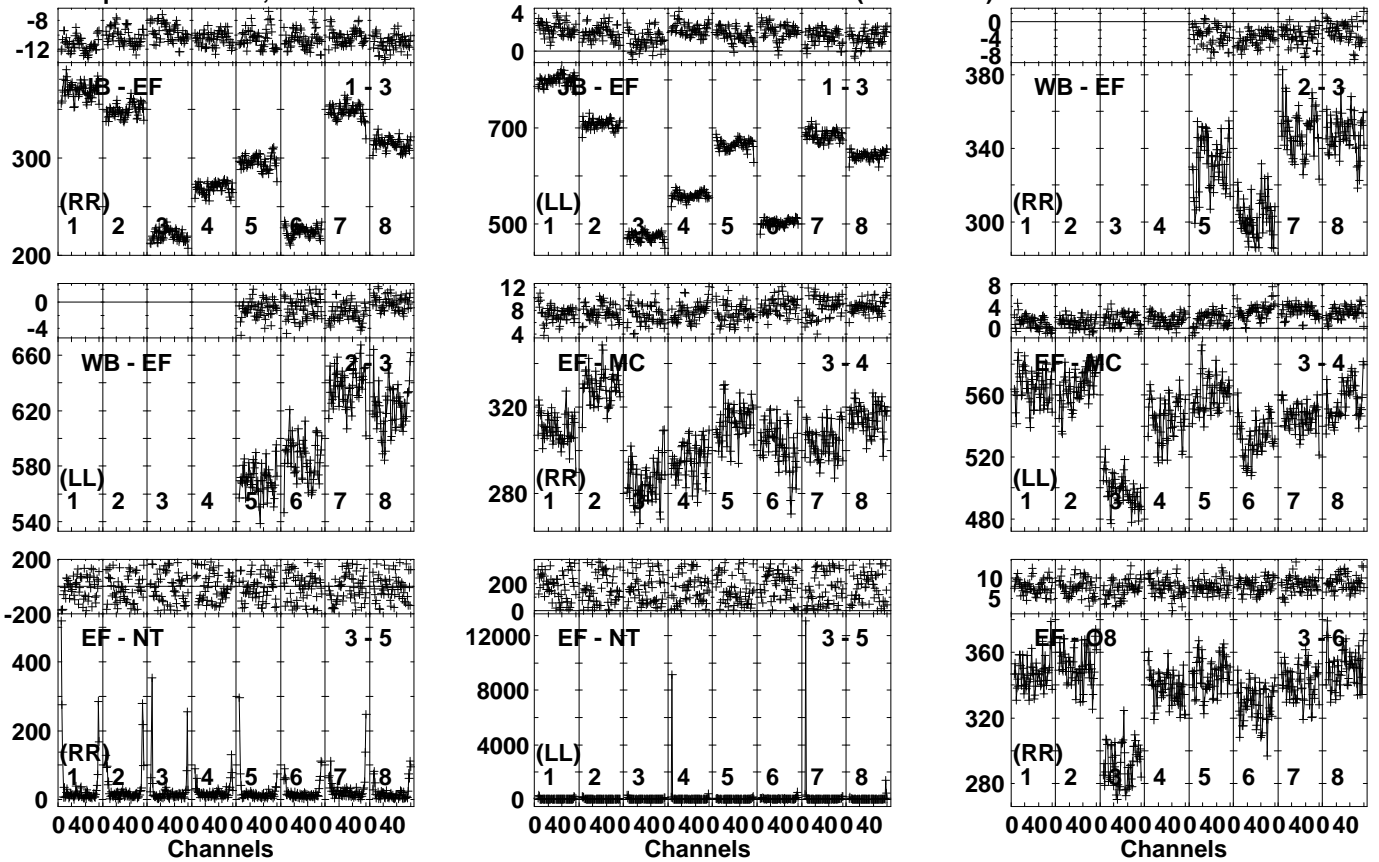 -8
-12
JB - EF 1 - 3
300
(RR)
1 2 3 4 5 6 7 8
200
4
0
JB - EF 1 - 3
700
(LL)
500
1 2 3 4 5 6 7 8
0
-4
-8
380
WB - EF 2 - 3
340
(RR)
300
1 2 3 4 5 6 7 8
0
-4
660
WB - EF 2 - 3
620
580
(LL)
1 2 3 4 5 6 7 8
540
12
8
4
EF - MC 3 - 4
320
(RR)
280
1 2 3 4 5 6 7 8
8
4
0
EF - MC 3 - 4
560
520
(LL)
480
1 2 3 4 5 6 7 8
200
0
-200
EF - NT 3 - 5
400
200
(RR)
1 2 3 4 5 6 7 8
0
0 40 0 40 0 40 0 40 0 40 0 40 0 40 0 40
Channels
200
0
12000
EF - NT 3 - 5
8000
4000
(LL)
1 2 3 4 5 6 7 8
0
0 40 0 40 0 40 0 40 0 40 0 40 0 40 0 40
Channels
10
5
EF - O8 3 - 6
360
320
(RR)
280
1 2 3 4 5 6 7 8
0 40 0 40 0 40 0 40 0 40 0 40 0 40 0 40
Channels